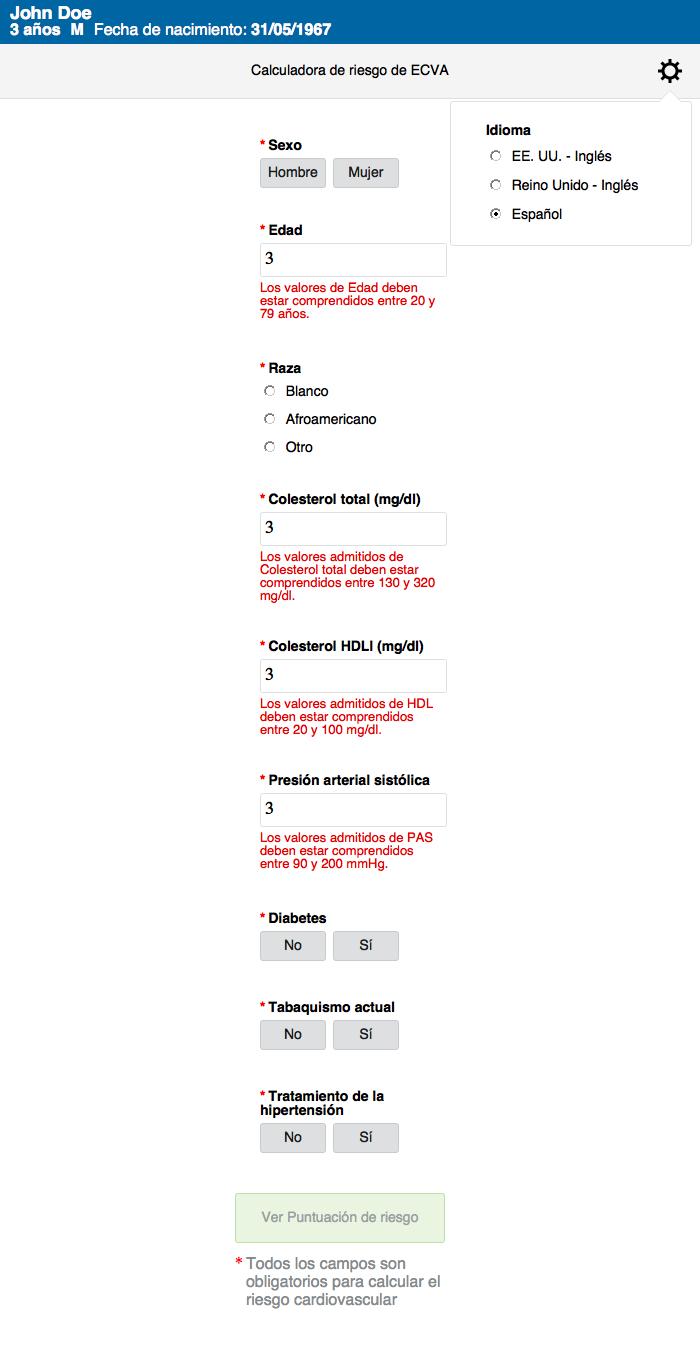 John Doe
3 años M Fecha de nacimiento: 31/05/1967
Calculadora de riesgo de ECVA
Idioma
EE. UU. - Inglés
Reino Unido - Inglés
Español
* Sexo
Hombre Mujer
* Edad
3
Los valores de Edad deben
estar comprendidos entre 20 y
79 años.
* Raza
Blanco
Afroamericano
Otro
* Colesterol total (mg/dl)
3
Los valores admitidos de
Colesterol total deben estar
comprendidos entre 130 y 320
mg/dl.
* Colesterol HDLl (mg/dl)
3
Los valores admitidos de HDL
deben estar comprendidos
entre 20 y 100 mg/dl.
* Presión arterial sistólica
3
Los valores admitidos de PAS
deben estar comprendidos
entre 90 y 200 mmHg.
* Diabetes
No Sí
* Tabaquismo actual
No Sí
* Tratamiento de la
hipertensión
No Sí
Ver Puntuación de riesgo
* Todos los campos son
obligatorios para calcular el
riesgo cardiovascular